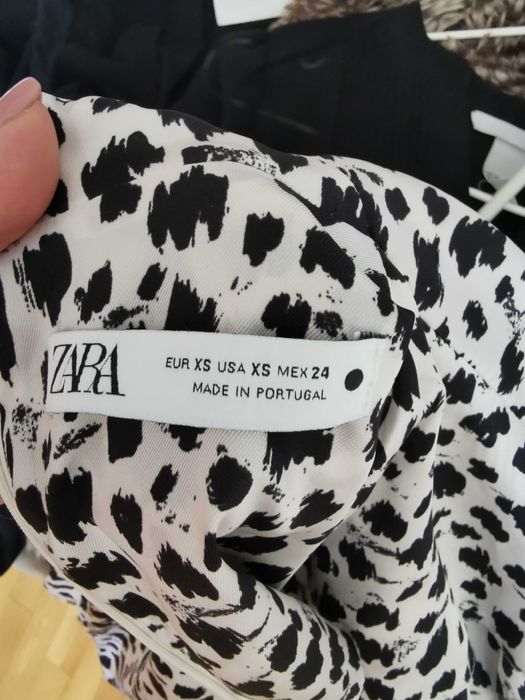 ZARA
EUR XS USA XS MEX 24
MADE IN PORTUGAL